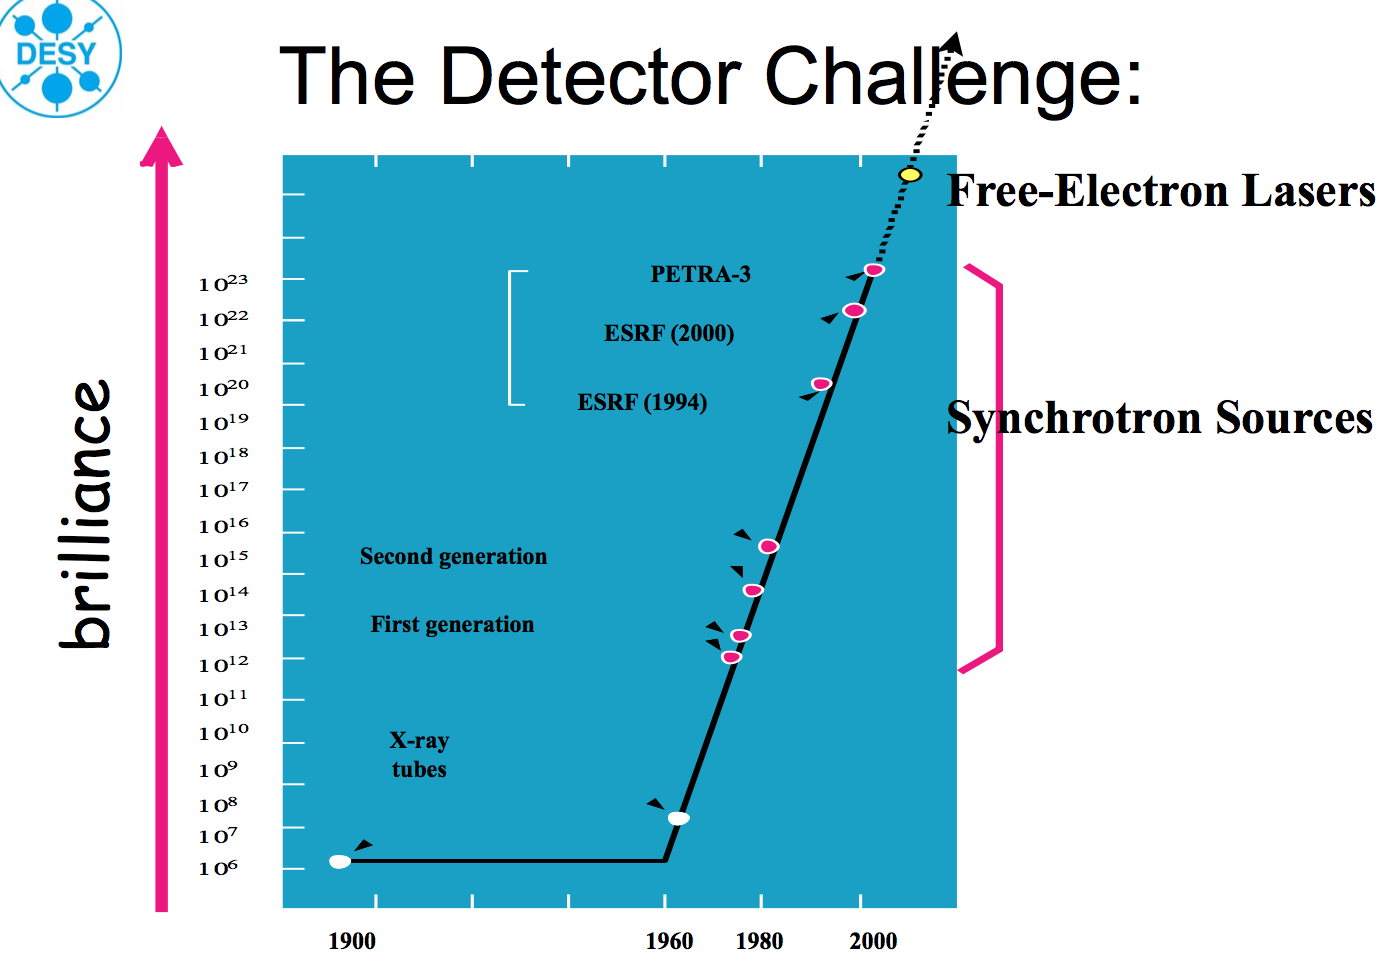 DESY
The Detector Challenge:
Free-Electron Lasers
PETRA-3
10²³
10²²
ESRF (2000)
10²¹
10²⁰
ESRF (1994)
Synchrotron Sources
10¹⁹
10¹⁸
10¹⁷
10¹⁶
Second generation
10¹⁵
10¹⁴
First generation
10¹³
10¹²
10¹¹
10¹⁰
X-ray
tubes
10⁹
10⁸
10⁷
10⁶
brilliance
1900 1960 1980 2000